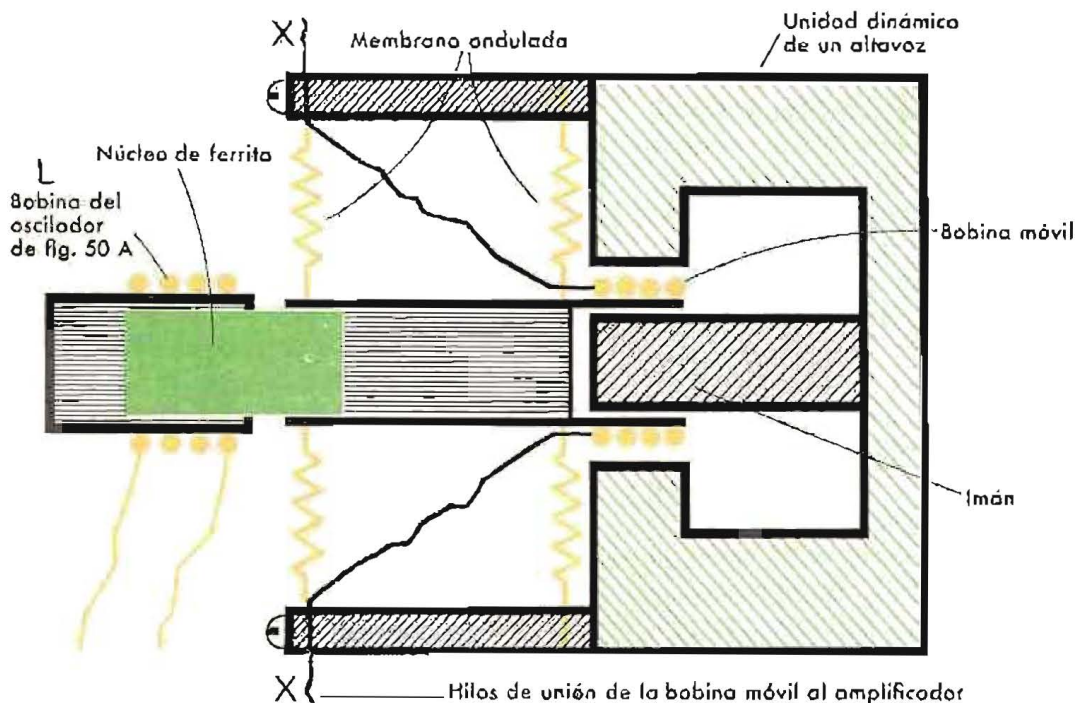 X
Membrana ondulada
Unidad dinámica
de un altavoz
Núcleo de ferrita
L
Bobina del
oscilador
de fig. 50 A
Bobina móvil
Imán
X
Hilos de unión de la bobina móvil al amplificador